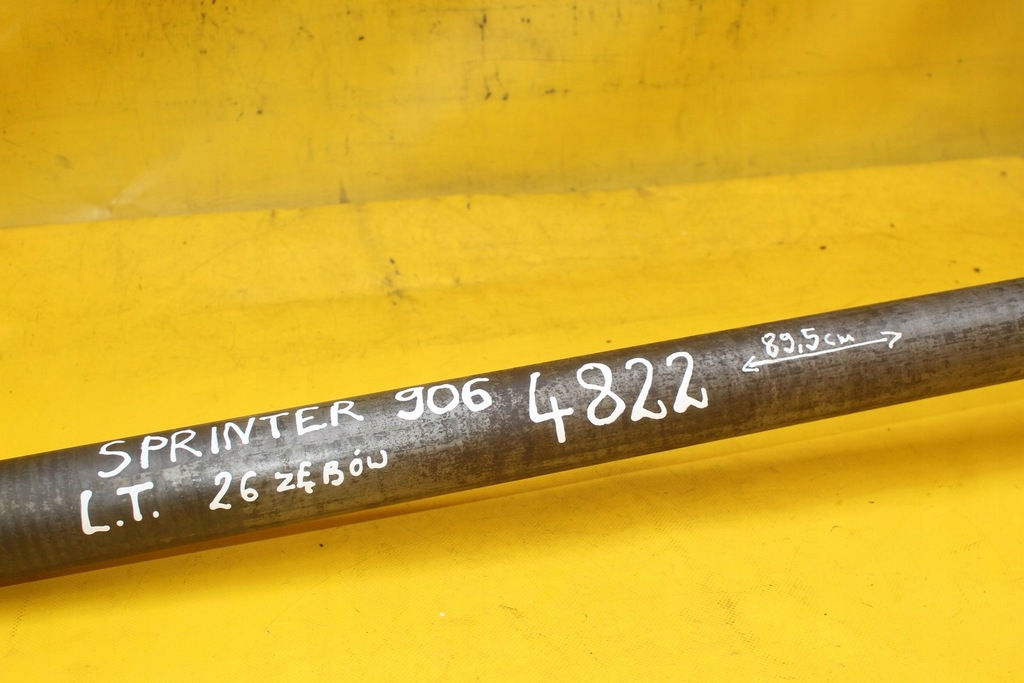 SPRINTER 906 4822 89,5cm
L.T. 26 ZĘBÓW